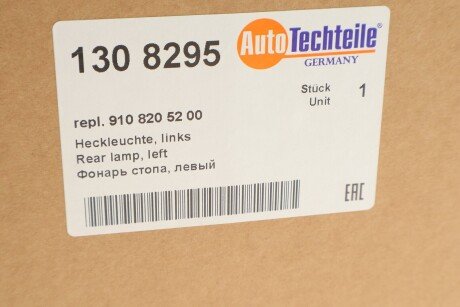 130 8295
AutoTechteile®
GERMANY
Stück 1
Unit
repl. 910 820 52 00
Heckleuchte, links
Rear lamp, left
Фонарь стопа, левый
EAC